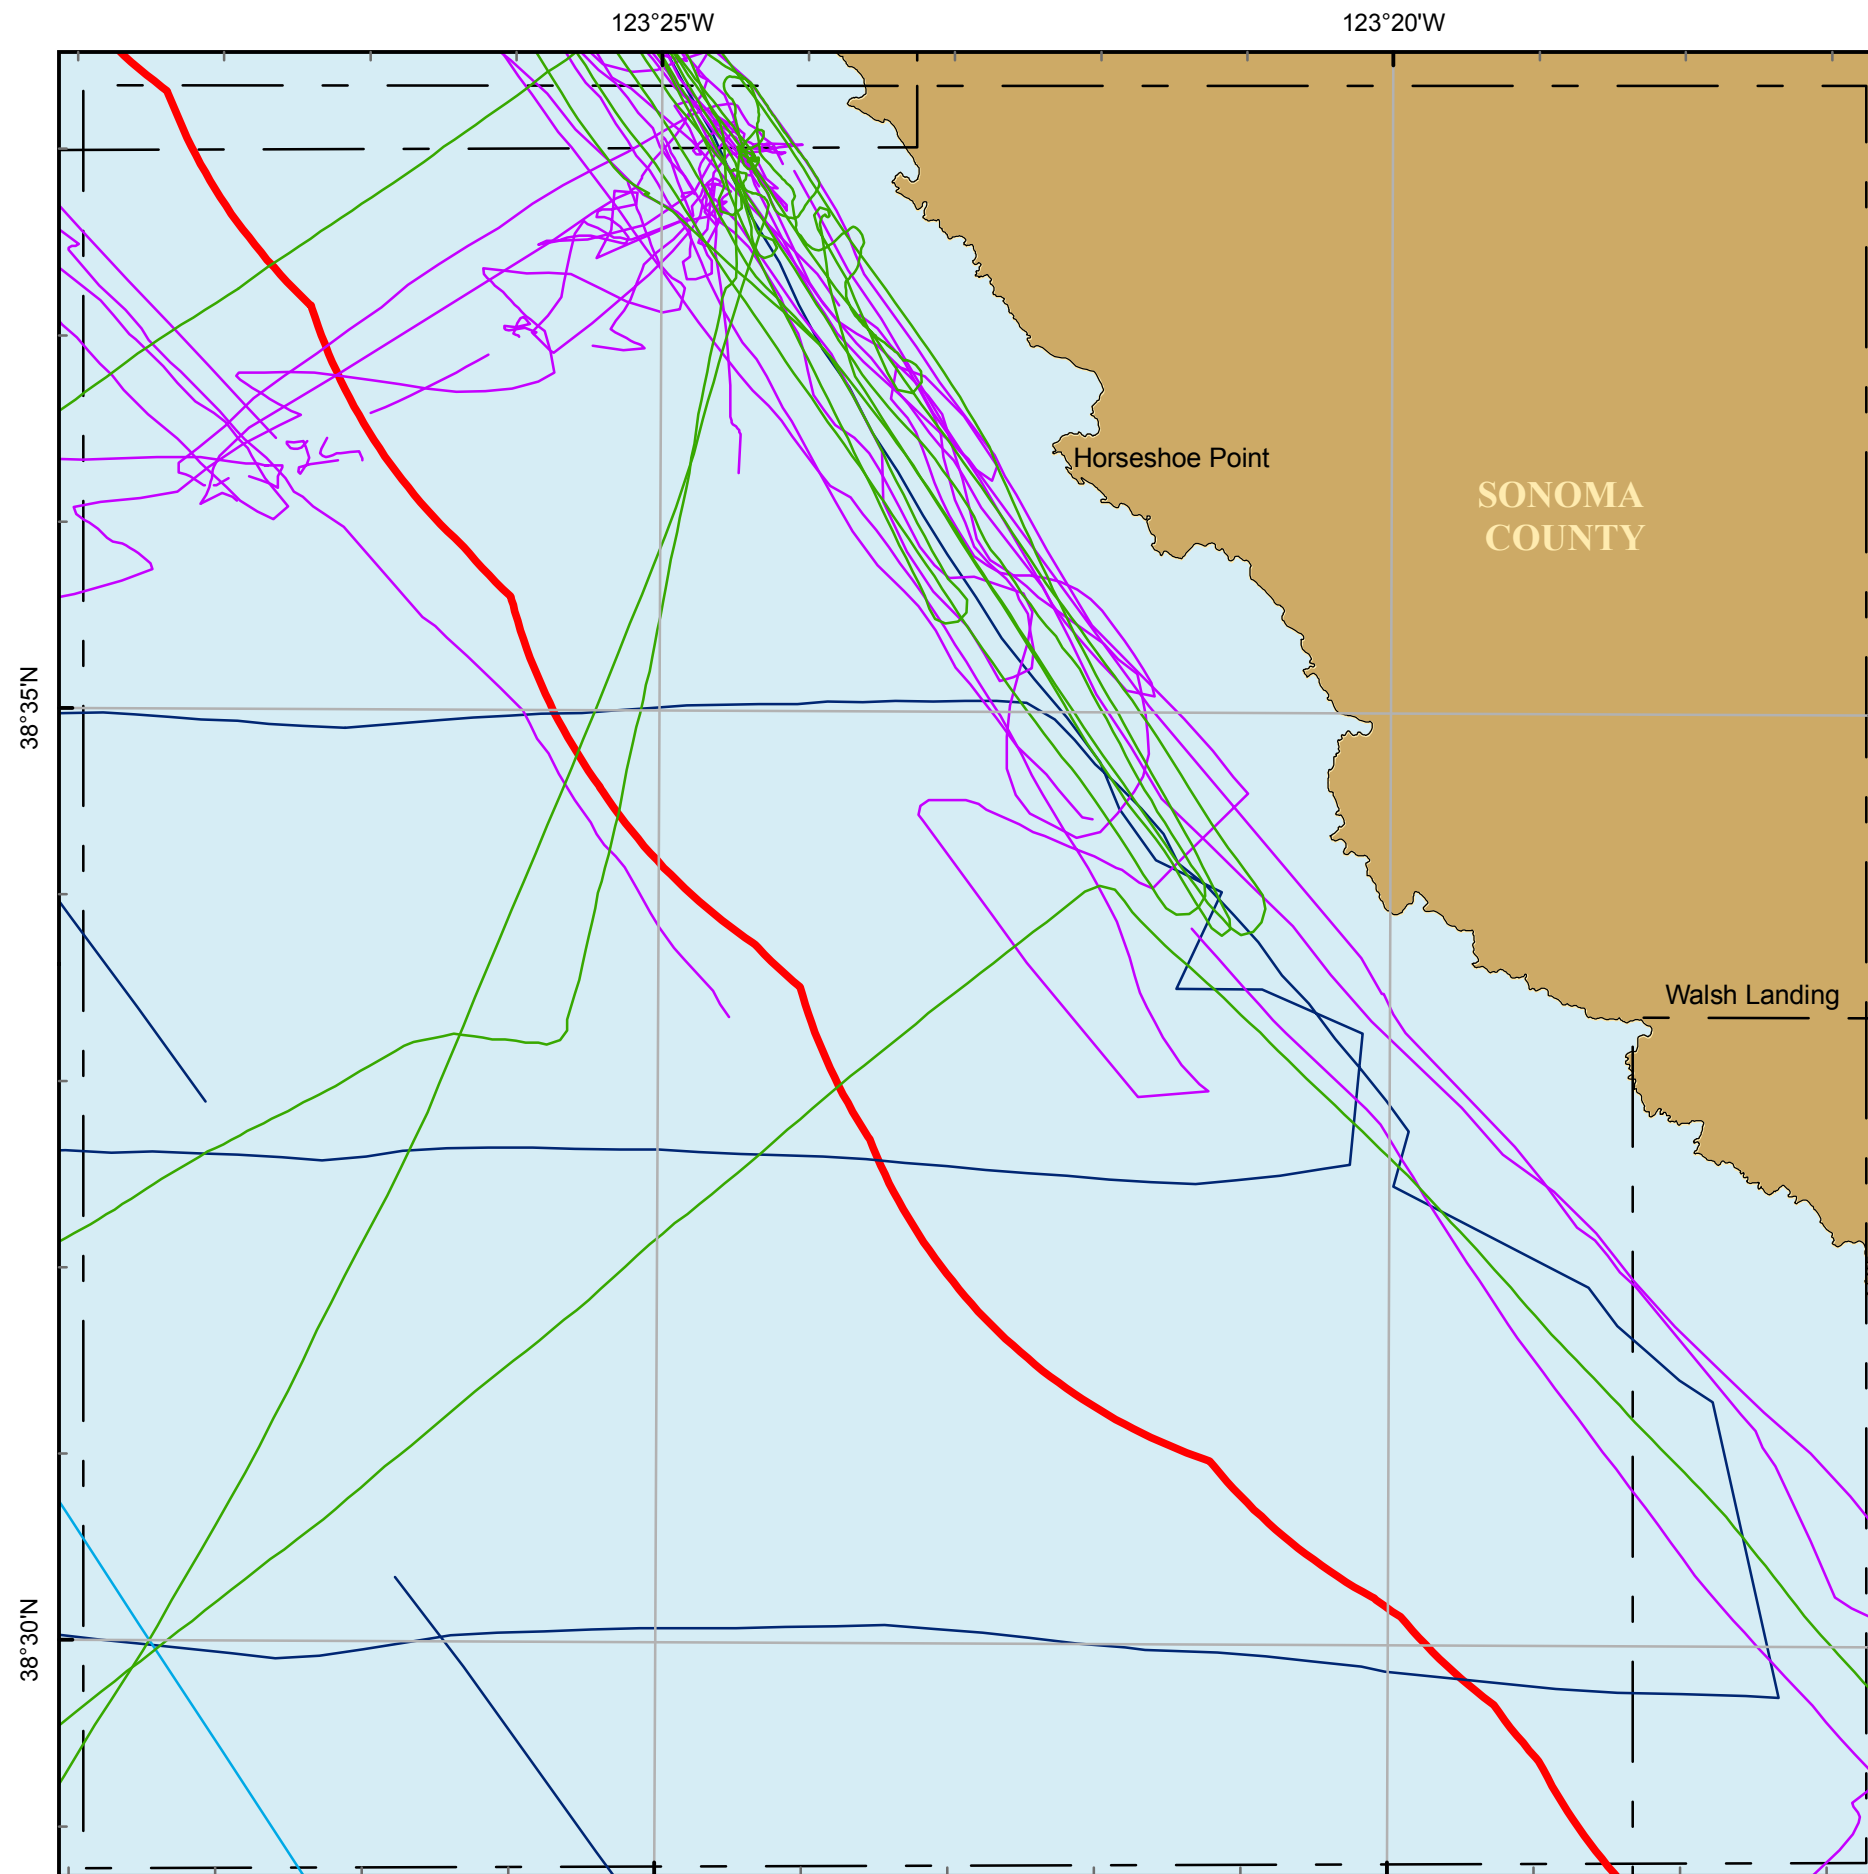 123°25'W
123°20'W
Horseshoe Point
SONOMA
COUNTY
38°35'N
Walsh Landing
38°30'N